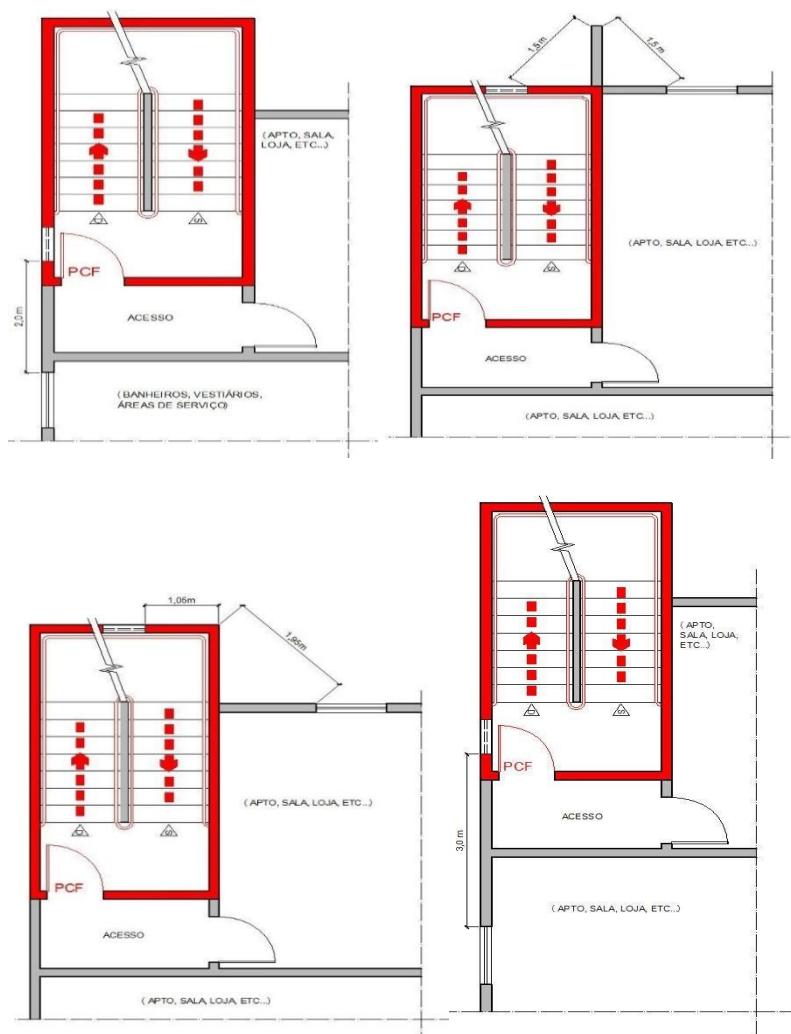 (APTO, SALA,
LOJA, ETC...)
S
PCF
2,0m
ACESSO
(BANHEIROS, VESTIÁRIOS,
ÁREAS DE SERVIÇO)
1,5m
1,5m
(APTO, SALA, LOJA, ETC...)
S
PCF
ACESSO
(APTO, SALA, LOJA, ETC...)
1,05m
1,95m
(APTO, SALA, LOJA, ETC...)
S
PCF
ACESSO
(APTO, SALA, LOJA, ETC...)
(APTO,
SALA, LOJA,
ETC...)
S
PCF
3,0 m
ACESSO
(APTO, SALA, LOJA, ETC...)